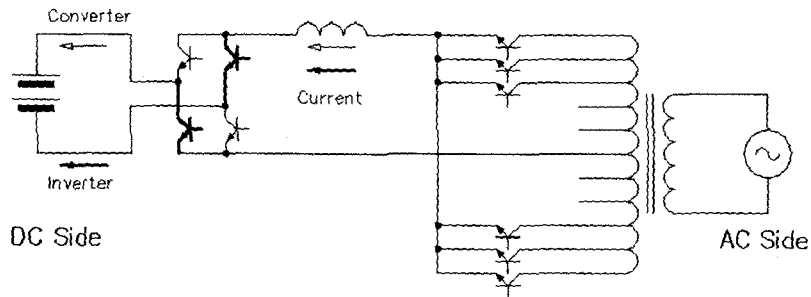 Converter
Current
Inverter
DC Side
AC Side